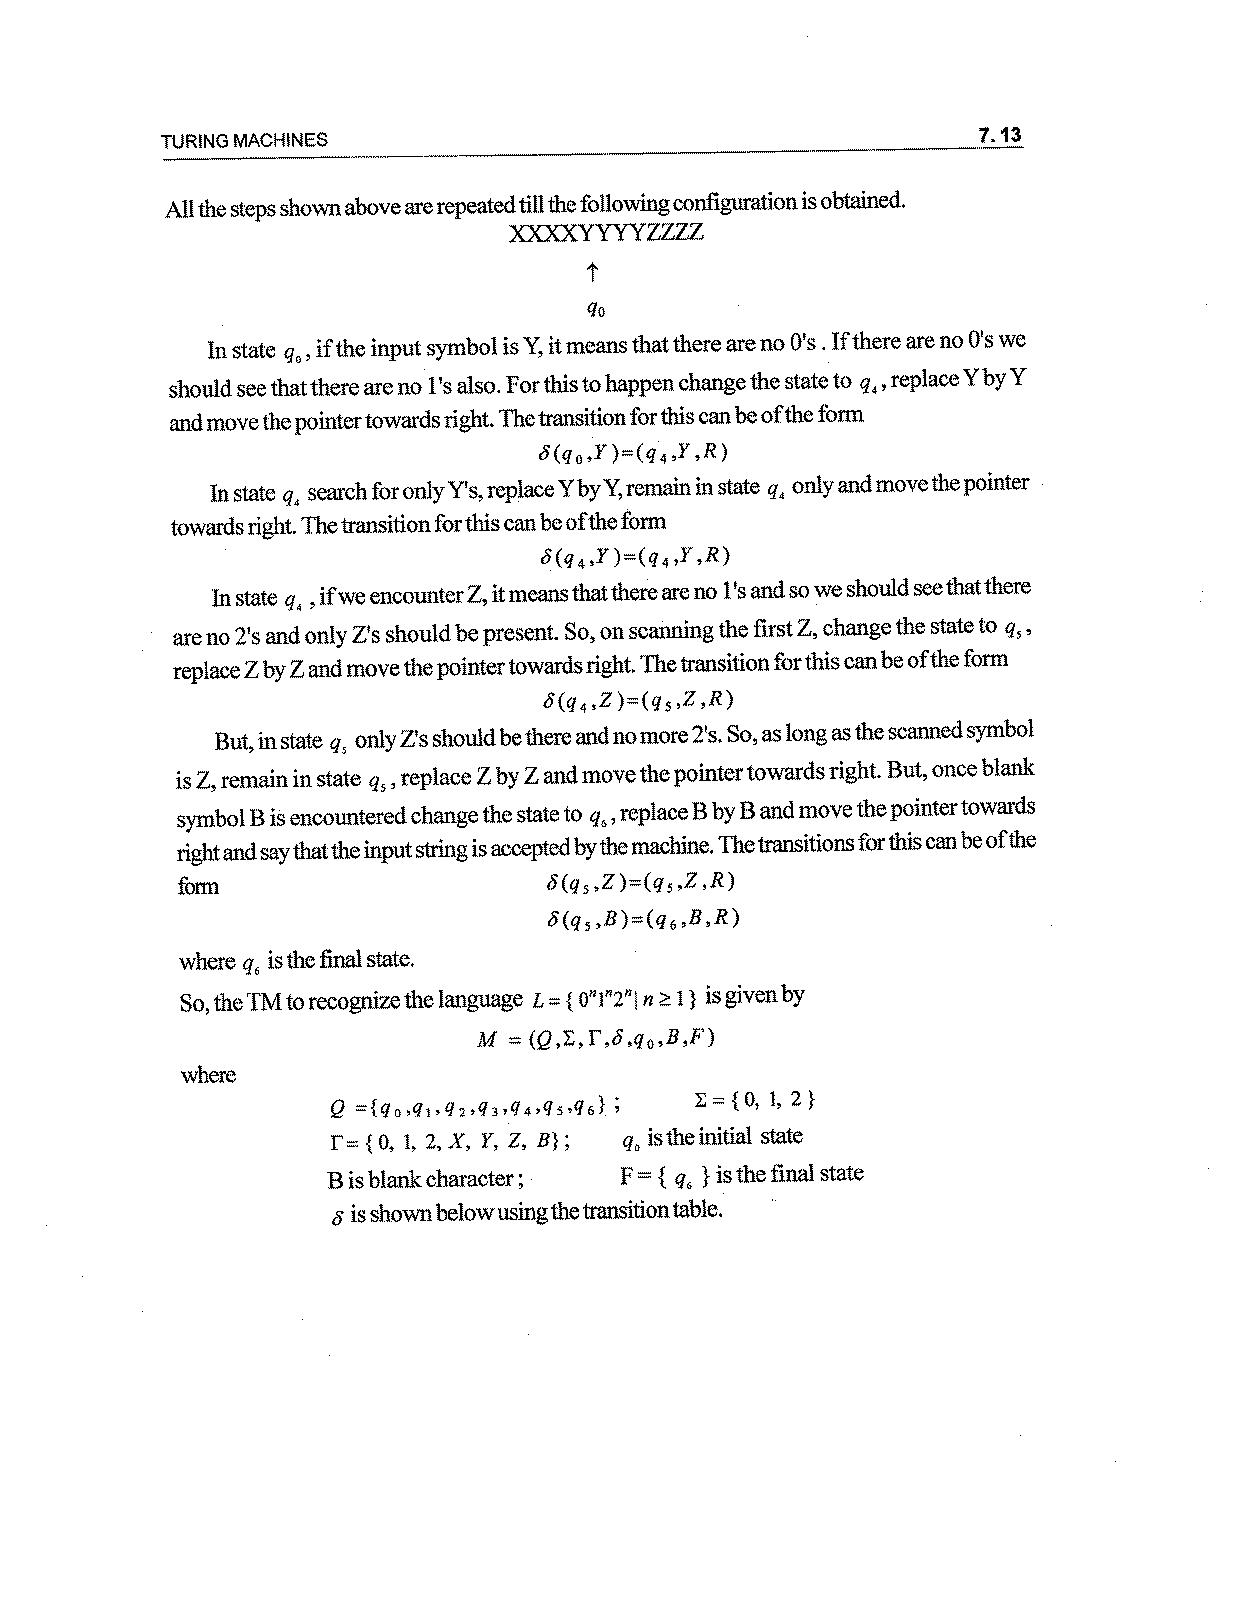 TURING MACHINES 7.13
All the steps shown above are repeated till the following configuration is obtained.
XXXXYYYYZZZZ
↑
q₀
In state q₀, if the input symbol is Y, it means that there are no 0's . If there are no 0's we
should see that there are no 1's also. For this to happen change the state to q₄, replace Y by Y
and move the pointer towards right. The transition for this can be of the form
δ(q₀,Y)=(q₄,Y,R)
In state q₄ search for only Y's, replace Y by Y, remain in state q₄ only and move the pointer
towards right. The transition for this can be of the form
δ(q₄,Y)=(q₄,Y,R)
In state q₄ , if we encounter Z, it means that there are no 1's and so we should see that there
are no 2's and only Z's should be present. So, on scanning the first Z, change the state to q₅,
replace Z by Z and move the pointer towards right. The transition for this can be of the form
δ(q₄,Z)=(q₅,Z,R)
But, in state q₅ only Z's should be there and no more 2's. So, as long as the scanned symbol
is Z, remain in state q₅, replace Z by Z and move the pointer towards right. But, once blank
symbol B is encountered change the state to q₆, replace B by B and move the pointer towards
right and say that the input string is accepted by the machine. The transitions for this can be of the
form δ(q₅,Z)=(q₅,Z,R)
δ(q₅,B)=(q₆,B,R)
where q₆ is the final state.
So, the TM to recognize the language L = { 0ⁿ1ⁿ2ⁿ | n ≥ 1 } is given by
M = (Q,Σ,Γ,δ,q₀,B,F)
where
Q ={q₀,q₁,q₂,q₃,q₄,q₅,q₆} ; Σ = { 0, 1, 2 }
Γ = { 0, 1, 2, X, Y, Z, B}; q₀ is the initial state
B is blank character ; F = { q₆ } is the final state
δ is shown below using the transition table.